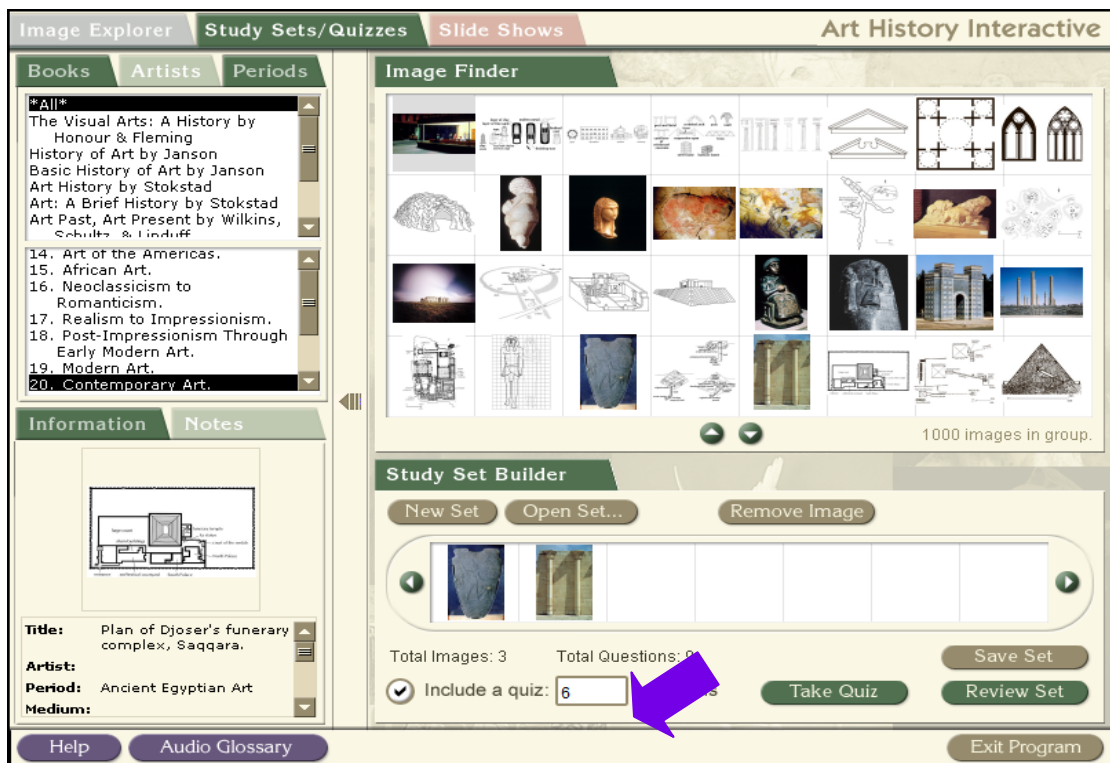 Image Explorer
Study Sets/Quizzes
Slide Shows
Art History Interactive
Books
Artists
Periods
*All*
The Visual Arts: A History by
Honour & Fleming
History of Art by Janson
Basic History of Art by Janson
Art History by Stokstad
Art: A Brief History by Stokstad
Art Past, Art Present by Wilkins,
Schultz, & Linduff
14. Art of the Americas.
15. African Art.
16. Neoclassicism to
Romanticism.
17. Realism to Impressionism.
18. Post-Impressionism Through
Early Modern Art.
19. Modern Art.
20. Contemporary Art.
Information
Notes
Title: Plan of Djoser's funerary
complex, Saqqara.
Artist:
Period: Ancient Egyptian Art
Medium:
Image Finder
1000 images in group.
Study Set Builder
New Set
Open Set...
Remove Image
Total Images: 3
Total Questions:
Save Set
Include a quiz: 6
Take Quiz
Review Set
Help
Audio Glossary
Exit Program